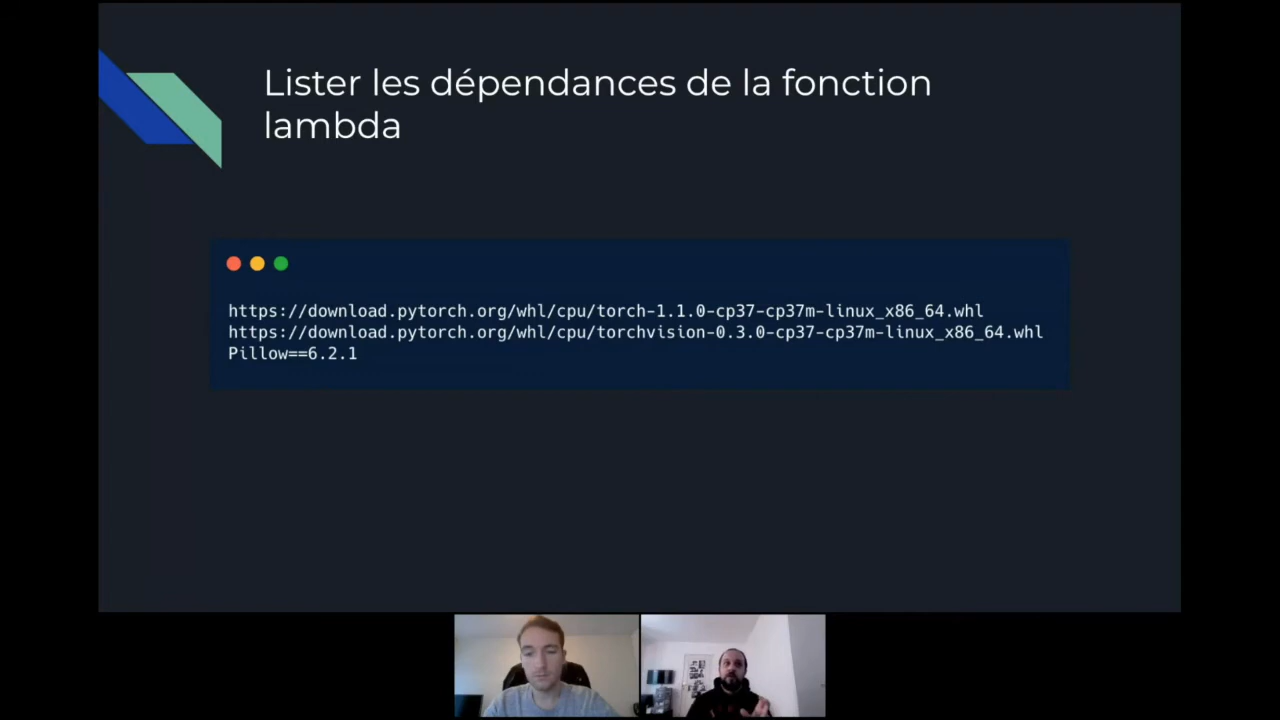 Lister les dépendances de la fonction
lambda
https://download.pytorch.org/whl/cpu/torch-1.1.0-cp37-cp37m-linux_x86_64.whl
https://download.pytorch.org/whl/cpu/torchvision-0.3.0-cp37-cp37m-linux_x86_64.whl
Pillow==6.2.1